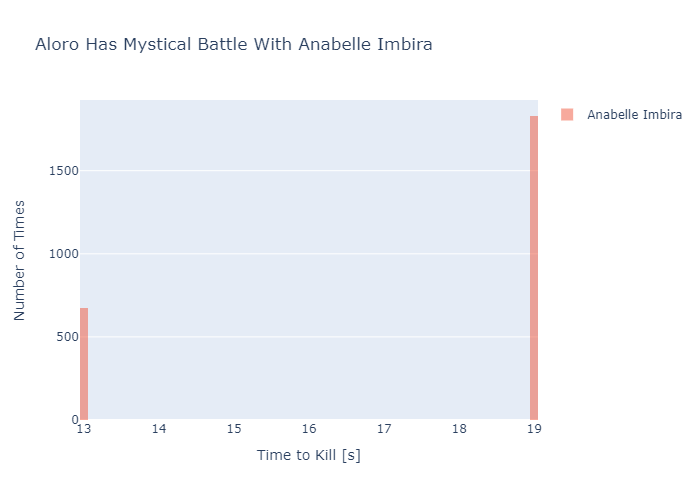 Aloro Has Mystical Battle With Anabelle Imbira
Anabelle Imbira
Number of Times
1500
1000
500
0
13 14 15 16 17 18 19
Time to Kill [s]